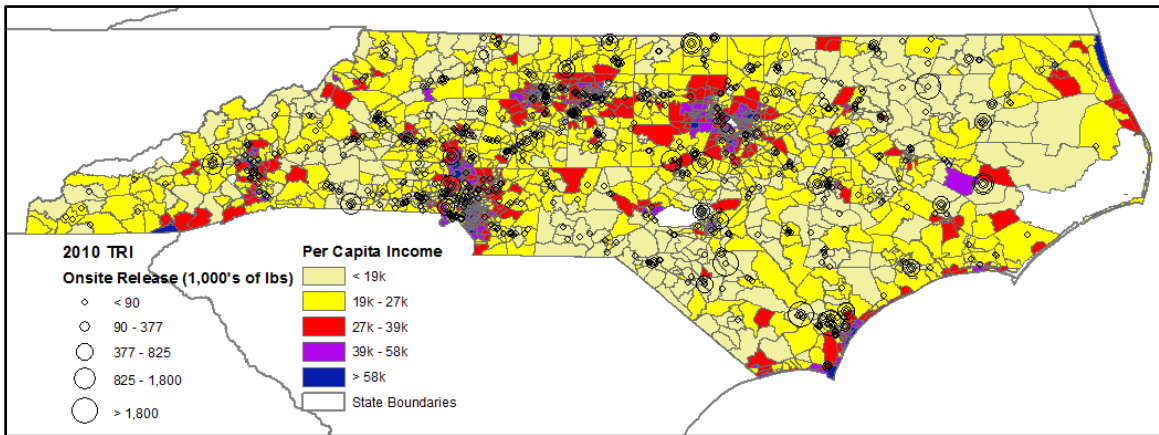 2010 TRI
Onsite Release (1,000's of lbs)
< 90
90 - 377
377 - 825
825 - 1,800
> 1,800
Per Capita Income
< 19k
19k - 27k
27k - 39k
39k - 58k
> 58k
State Boundaries